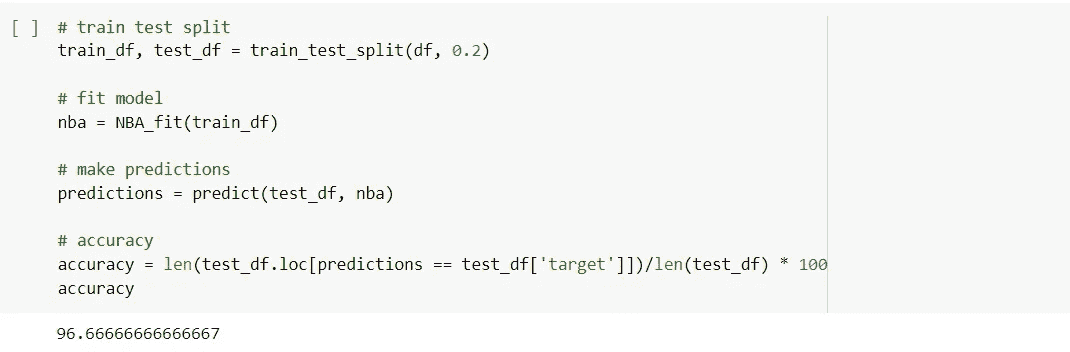 [ ] # train test split
train_df, test_df = train_test_split(df, 0.2)
# fit model
nba = NBA_fit(train_df)
# make predictions
predictions = predict(test_df, nba)
# accuracy
accuracy = len(test_df.loc[predictions == test_df['target']])/len(test_df) * 100
accuracy
96.66666666666667